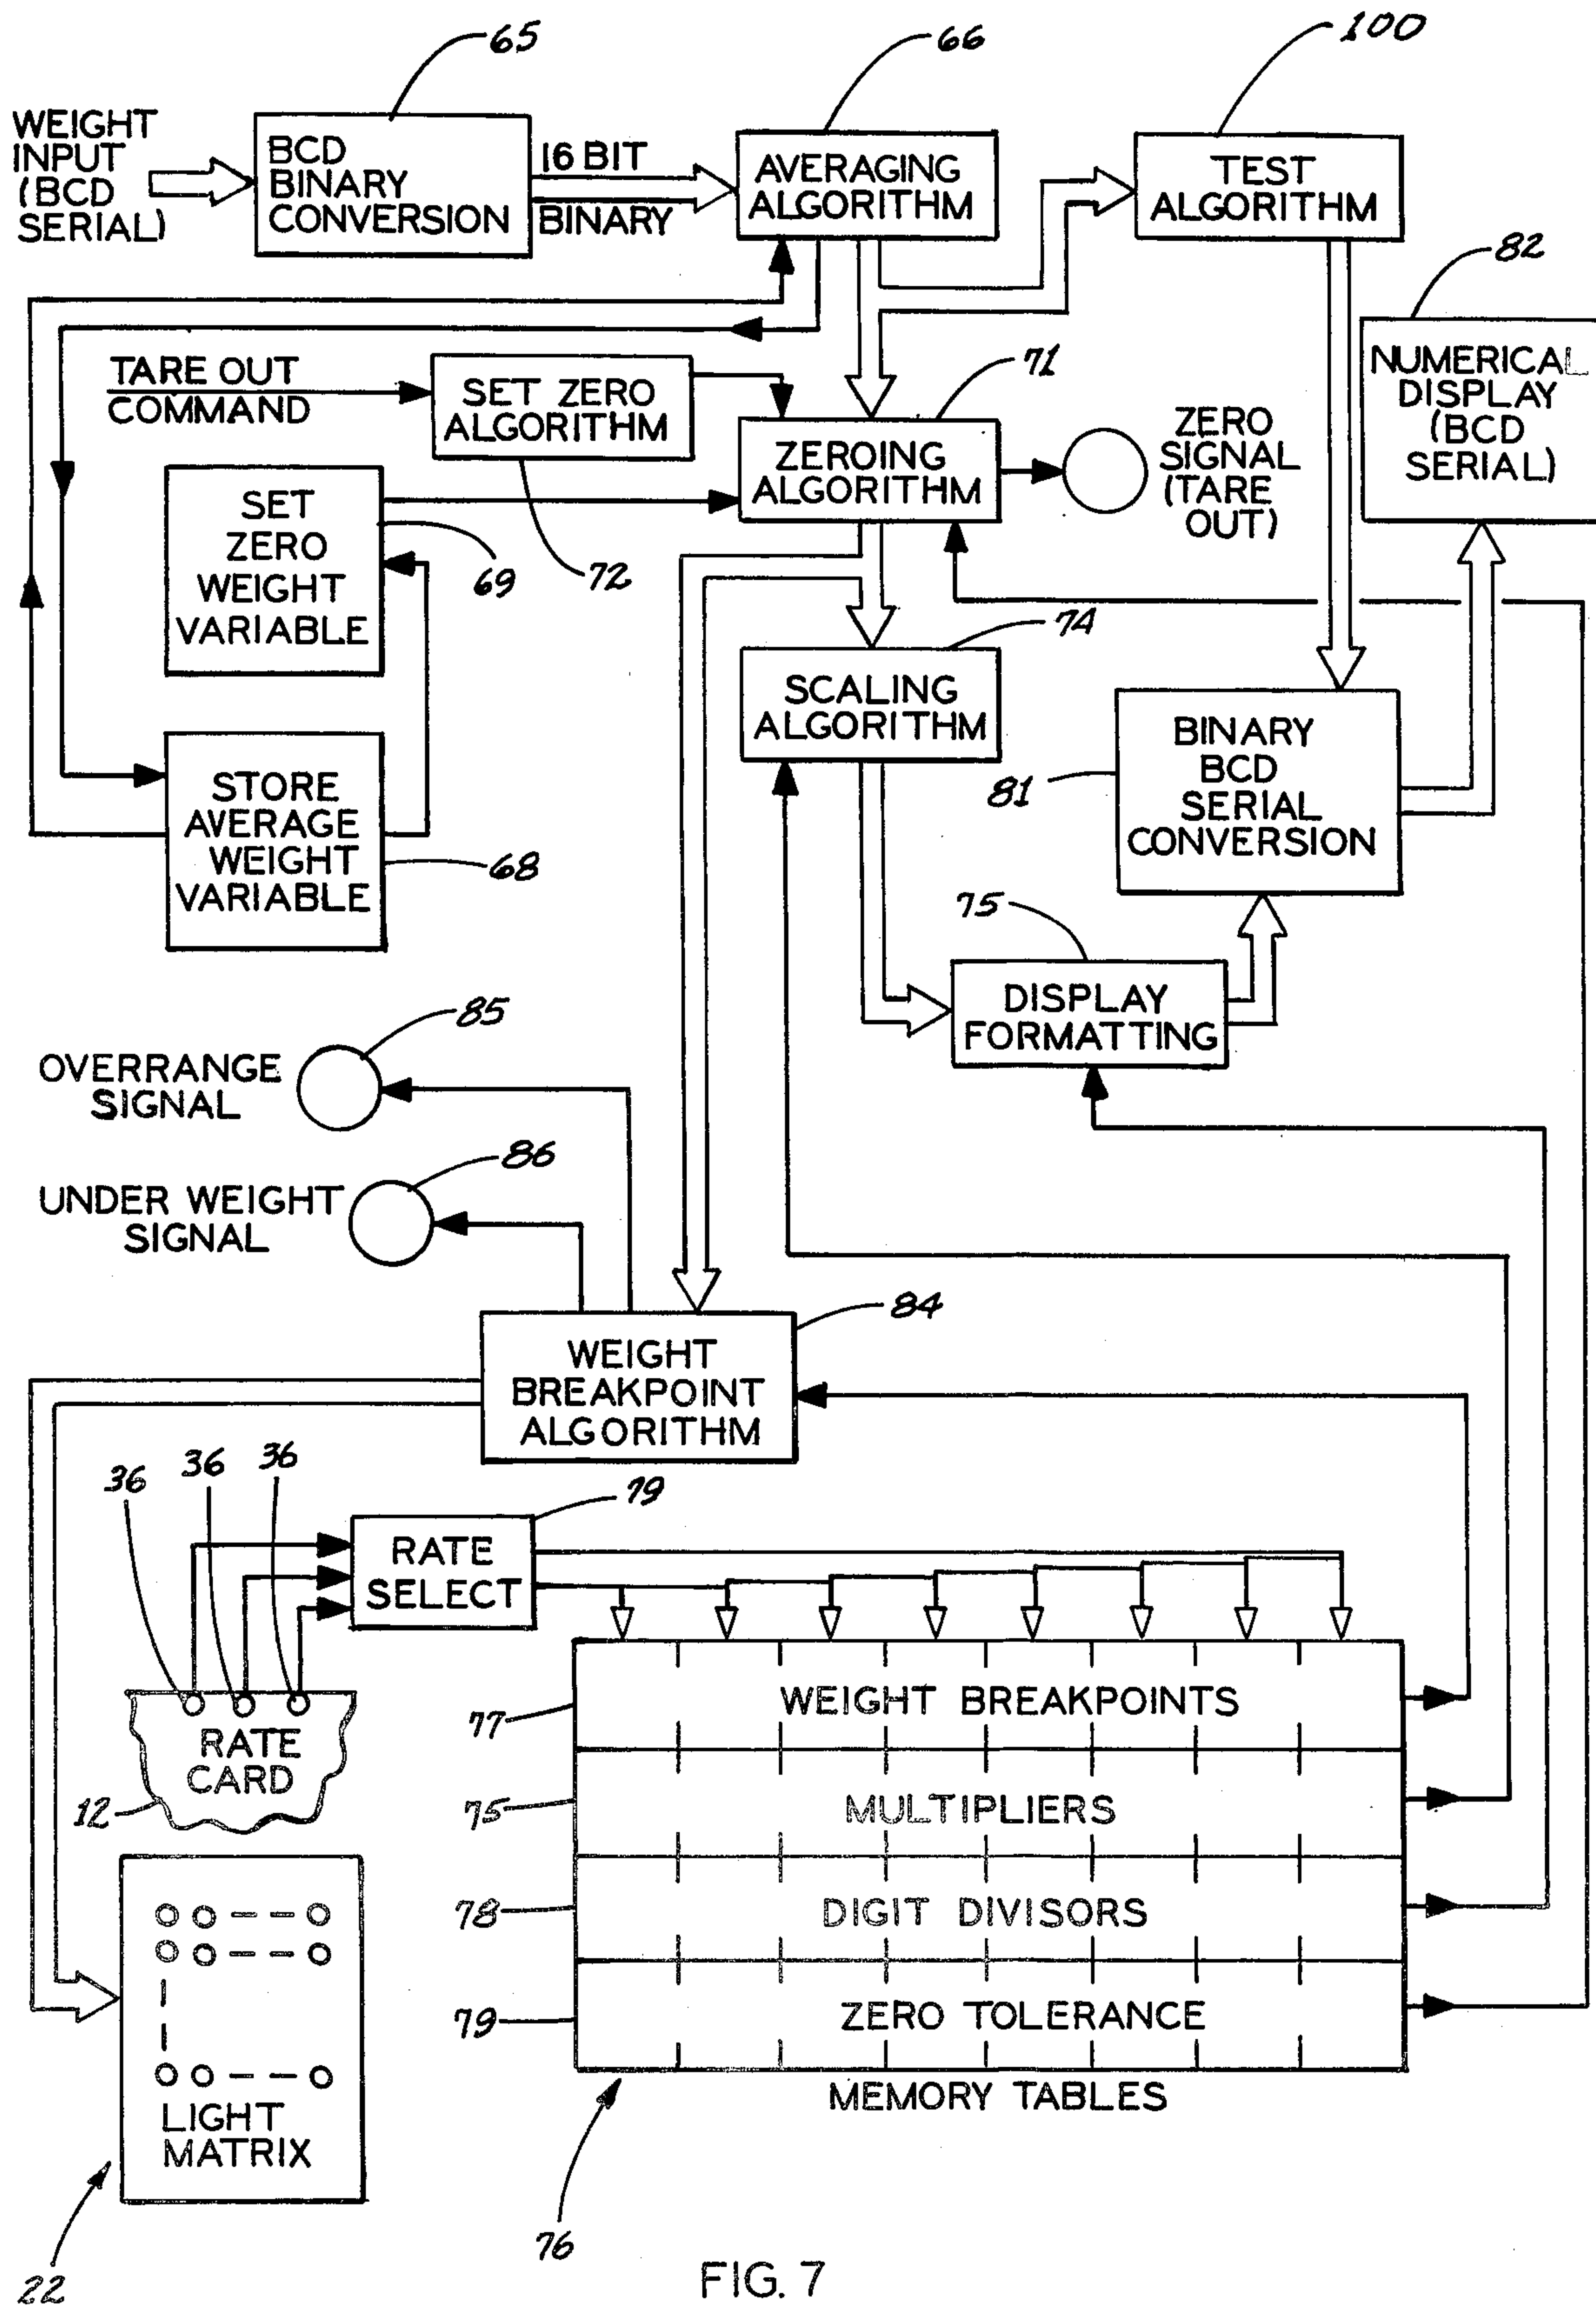 65
66
100
WEIGHT
INPUT
(BCD
SERIAL)
BCD
BINARY
CONVERSION
16 BIT
BINARY
AVERAGING
ALGORITHM
TEST
ALGORITHM
82
NUMERICAL
DISPLAY
(BCD
SERIAL)
TARE OUT
COMMAND
SET ZERO
ALGORITHM
72
71
ZEROING
ALGORITHM
ZERO
SIGNAL
(TARE
OUT)
SET
ZERO
WEIGHT
VARIABLE
69
74
SCALING
ALGORITHM
STORE
AVERAGE
WEIGHT
VARIABLE
68
81
BINARY
BCD
SERIAL
CONVERSION
75
DISPLAY
FORMATTING
85
OVERRANGE
SIGNAL
86
UNDER WEIGHT
SIGNAL
84
WEIGHT
BREAKPOINT
ALGORITHM
36
36
36
79
RATE
SELECT
RATE
CARD
12
77
WEIGHT BREAKPOINTS
75
MULTIPLIERS
78
DIGIT DIVISORS
79
ZERO TOLERANCE
MEMORY TABLES
76
LIGHT
MATRIX
22
FIG. 7